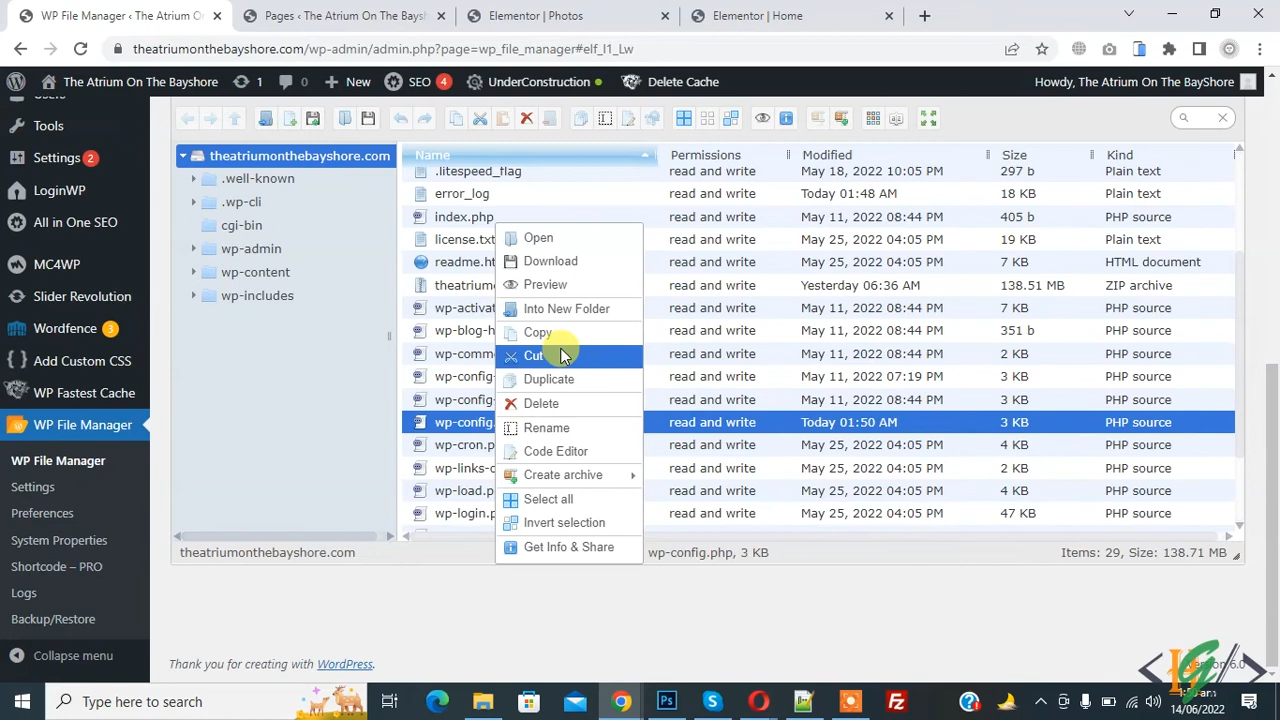 WP File Manager ‹ The Atrium O
Pages ‹ The Atrium On The Baysh
Elementor | Photos
Elementor | Home
theatriumonthebayshore.com/wp-admin/admin.php?page=wp_file_manager#elf_l1_Lw
The Atrium On The Bayshore
1
0
New
SEO
4
UnderConstruction
Delete Cache
Howdy, The Atrium On The BayShore
Users
Tools
Settings 2
LoginWP
All in One SEO
MC4WP
Slider Revolution
Wordfence 3
Add Custom CSS
WP Fastest Cache
WP File Manager
WP File Manager
Settings
Preferences
System Properties
Shortcode – PRO
Logs
Backup/Restore
Collapse menu
theatriumonthebayshore.com
.well-known
.wp-cli
cgi-bin
wp-admin
wp-content
wp-includes
Name Permissions Modified Size Kind
.litespeed_flag read and write May 18, 2022 10:05 PM 297 b Plain text
error_log read and write Today 01:48 AM 18 KB Plain text
index.php read and write May 11, 2022 08:44 PM 405 b PHP source
license.txt read and write May 25, 2022 04:05 PM 19 KB Plain text
readme.ht read and write May 25, 2022 04:05 PM 7 KB HTML document
theatrium read and write Yesterday 06:36 AM 138.51 MB ZIP archive
wp-activat read and write May 11, 2022 08:44 PM 7 KB PHP source
wp-blog-h read and write May 11, 2022 08:44 PM 351 b PHP source
wp-comm read and write May 11, 2022 08:44 PM 2 KB PHP source
wp-config- read and write May 11, 2022 07:19 PM 3 KB PHP source
wp-config- read and write May 11, 2022 08:44 PM 3 KB PHP source
wp-config. read and write Today 01:50 AM 3 KB PHP source
wp-cron.p read and write May 25, 2022 04:05 PM 4 KB PHP source
wp-links-o read and write May 25, 2022 04:05 PM 2 KB PHP source
wp-load.p read and write May 25, 2022 04:05 PM 4 KB PHP source
wp-login.p read and write May 25, 2022 04:05 PM 47 KB PHP source
Open
Download
Preview
Into New Folder
Copy
Cut
Duplicate
Delete
Rename
Code Editor
Create archive
Select all
Invert selection
Get Info & Share
theatriumonthebayshore.com
wp-config.php, 3 KB
Items: 29, Size: 138.71 MB
Thank you for creating with WordPress.
6.0
Type here to search
14/06/2022